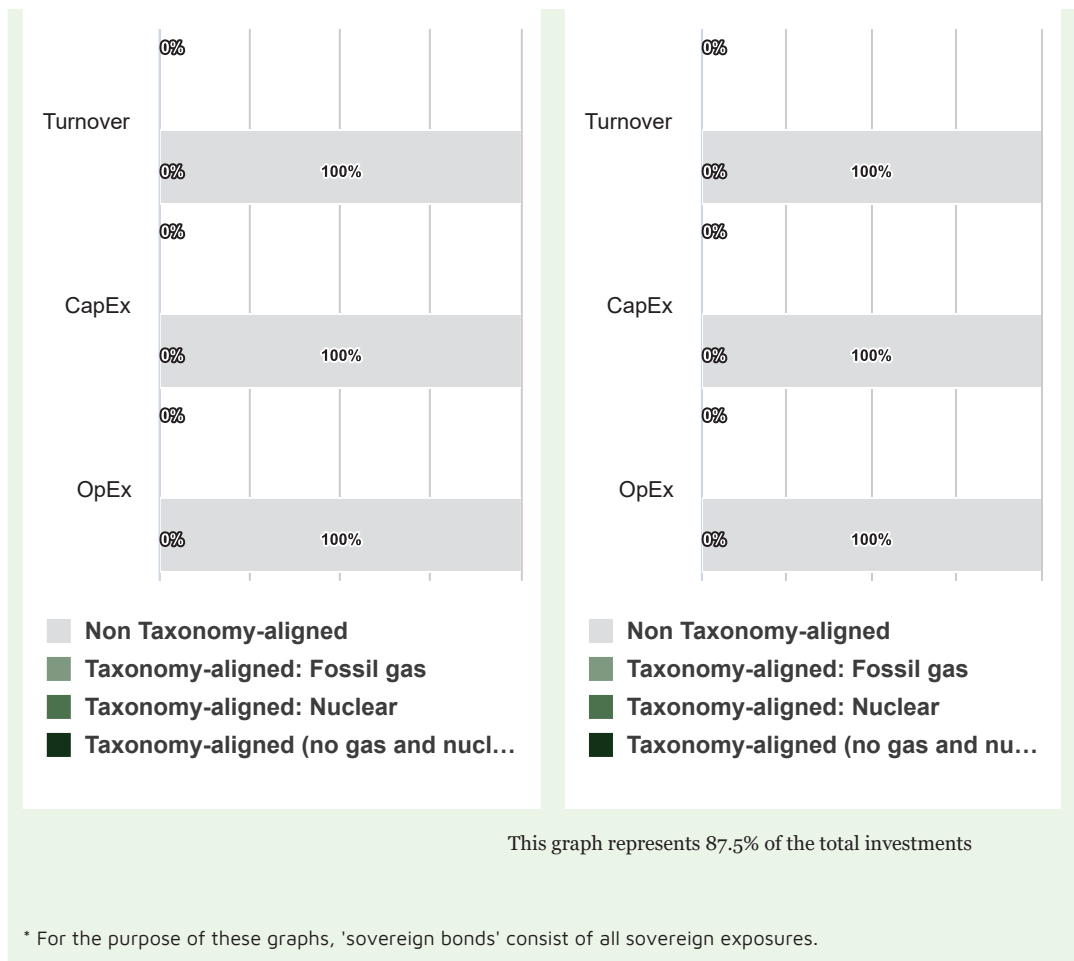 0%
Turnover
0%
100%
0%
CapEx
0%
100%
0%
OpEx
0%
100%
Non Taxonomy-aligned
Taxonomy-aligned: Fossil gas
Taxonomy-aligned: Nuclear
Taxonomy-aligned (no gas and nucl…
0%
Turnover
0%
100%
0%
CapEx
0%
100%
0%
OpEx
0%
100%
Non Taxonomy-aligned
Taxonomy-aligned: Fossil gas
Taxonomy-aligned: Nuclear
Taxonomy-aligned (no gas and nu…
This graph represents 87.5% of the total investments
* For the purpose of these graphs, 'sovereign bonds' consist of all sovereign exposures.